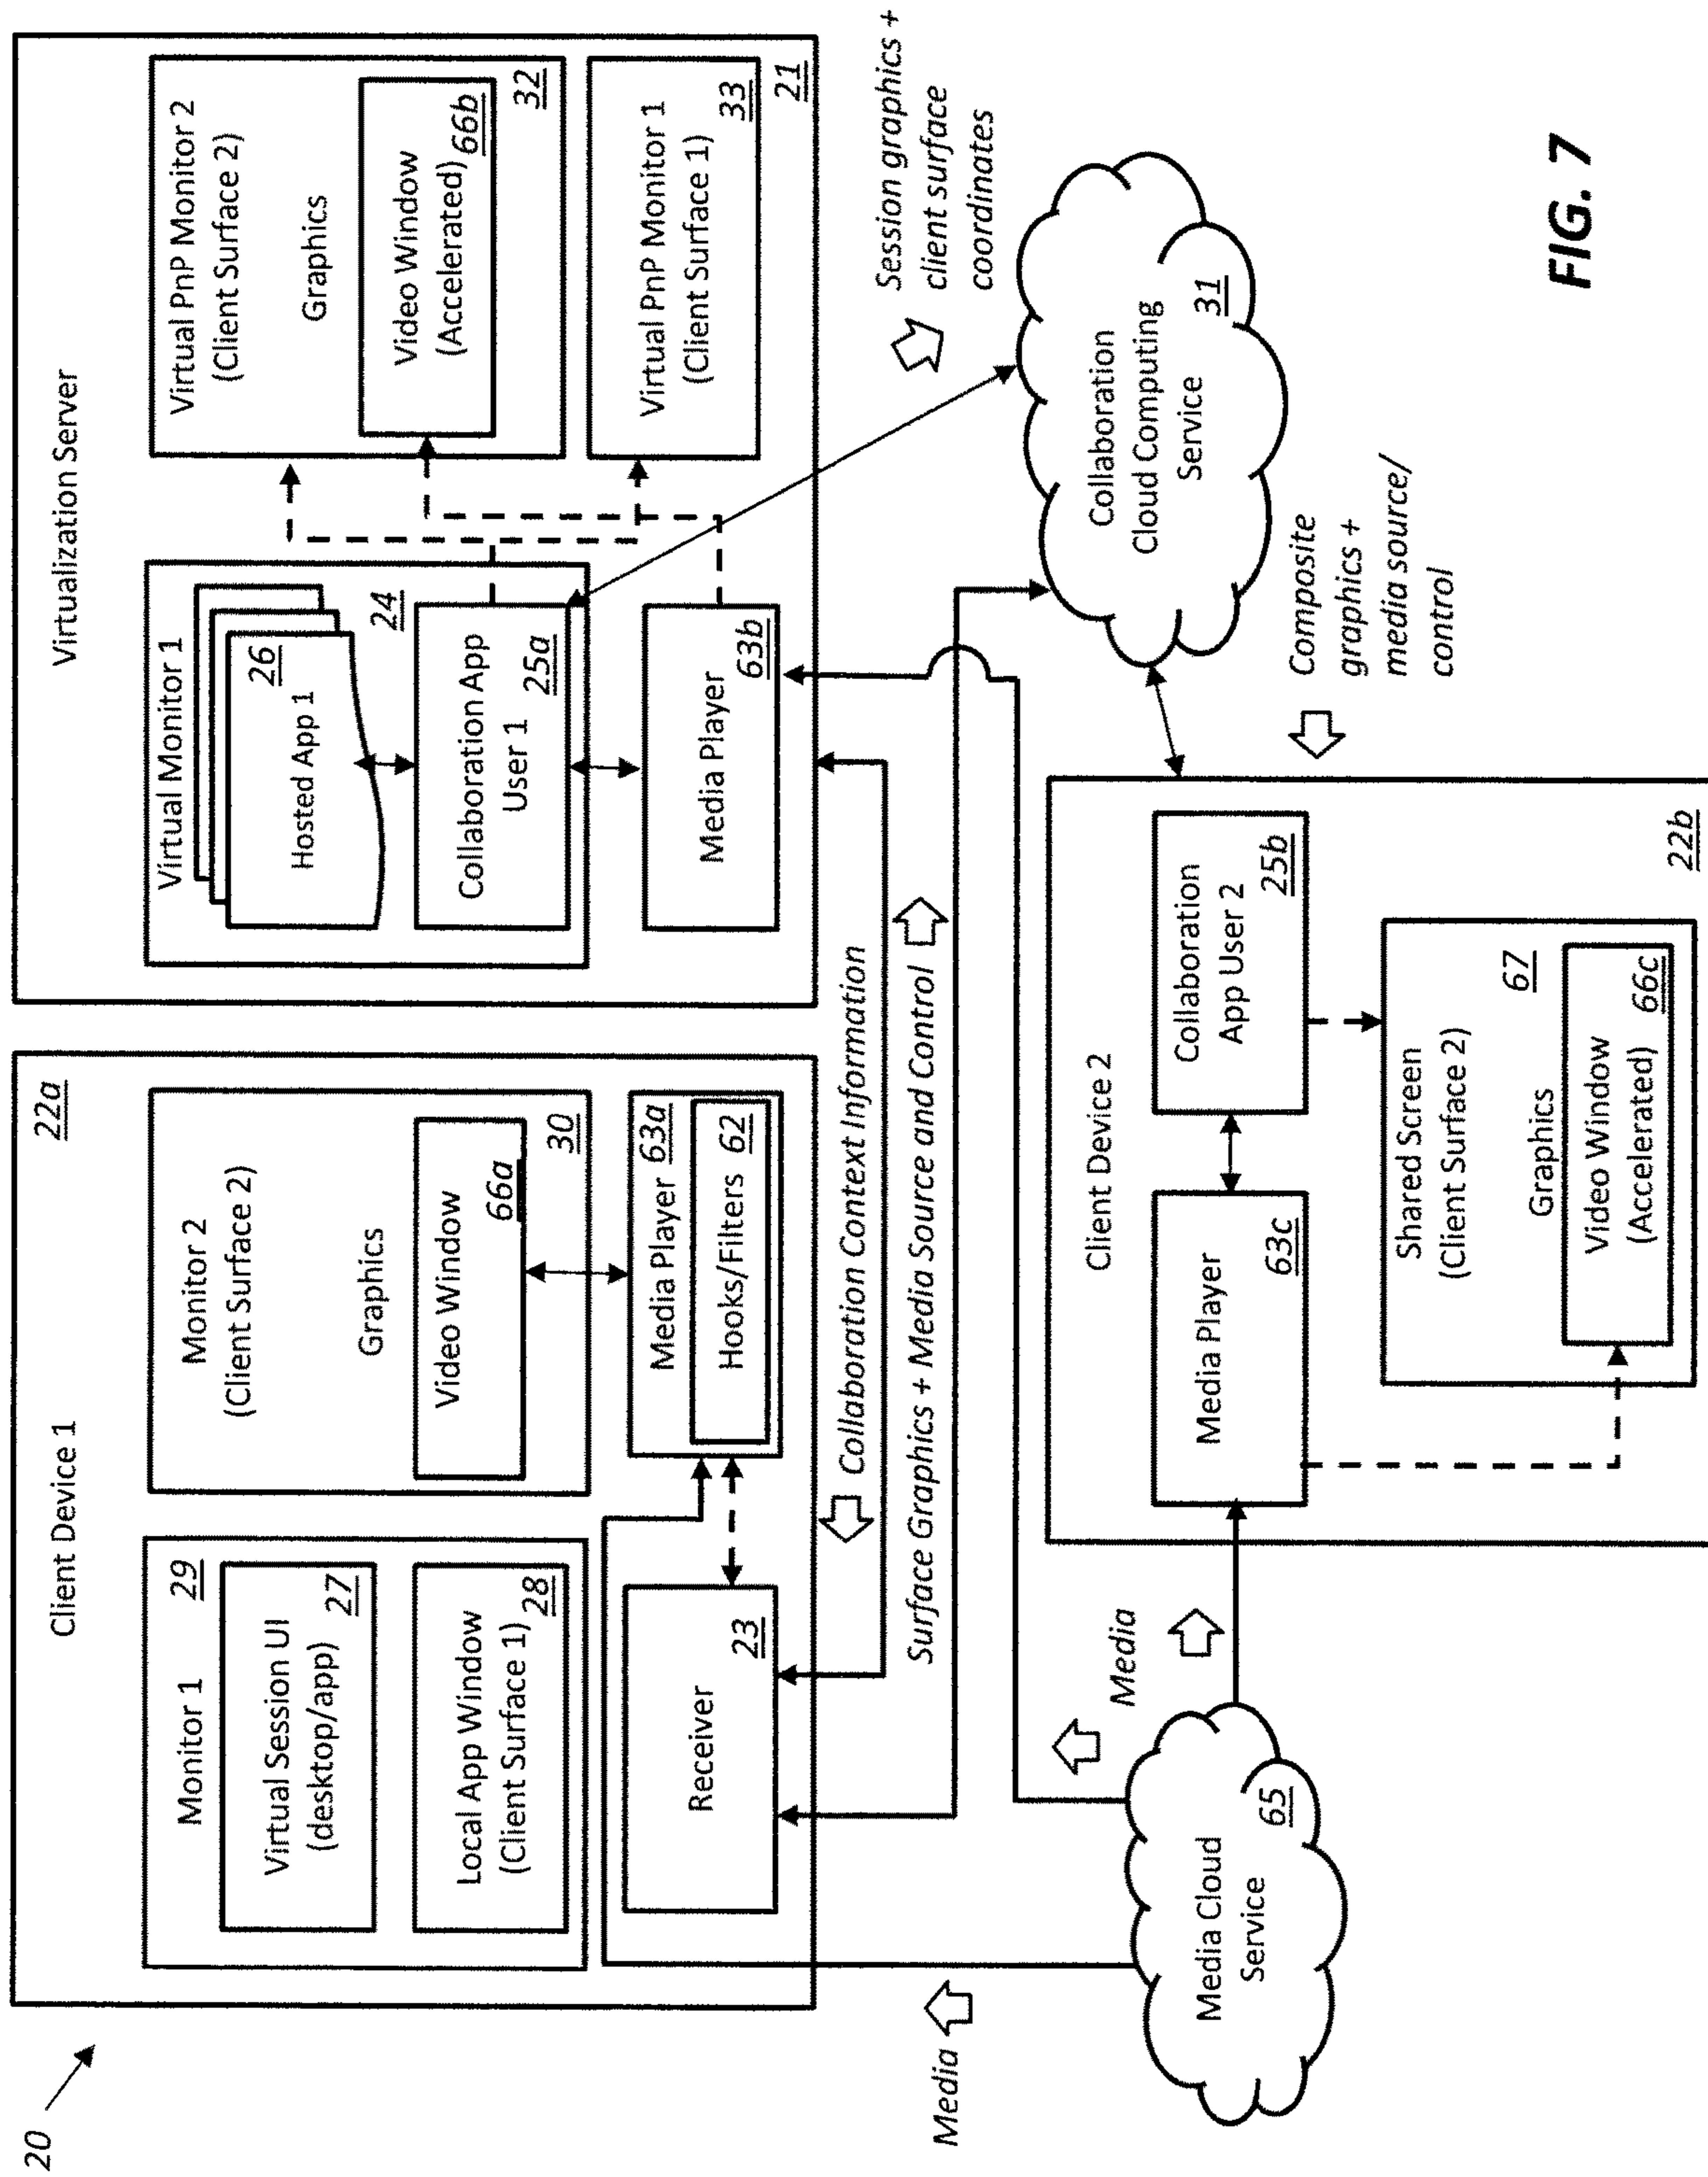 20
Client Device 1
22a
Monitor 1
29
Virtual Session UI
(desktop/app)
27
Local App Window
(Client Surface 1)
28
Monitor 2
(Client Surface 2)
Graphics
Video Window
66a
30
Receiver
23
Media Player 63a
Hooks/Filters 62
Virtualization Server
Virtual Monitor 1
26
Hosted App 1
24
Collaboration App
User 1
25a
Media Player
63b
Virtual PnP Monitor 2
(Client Surface 2)
Graphics
Video Window
(Accelerated)
66b
32
Virtual PnP Monitor 1
(Client Surface 1)
33
21
Collaboration Context Information
Surface Graphics + Media Source and Control
Session graphics +
client surface
coordinates
Media
Media
Media Cloud
Service
65
Client Device 2
Media Player
63c
Collaboration
App User 2
25b
Shared Screen
(Client Surface 2)
67
Graphics
Video Window
(Accelerated)
66c
22b
Collaboration
Cloud Computing
Service
31
Composite
graphics +
media source/
control
FIG. 7